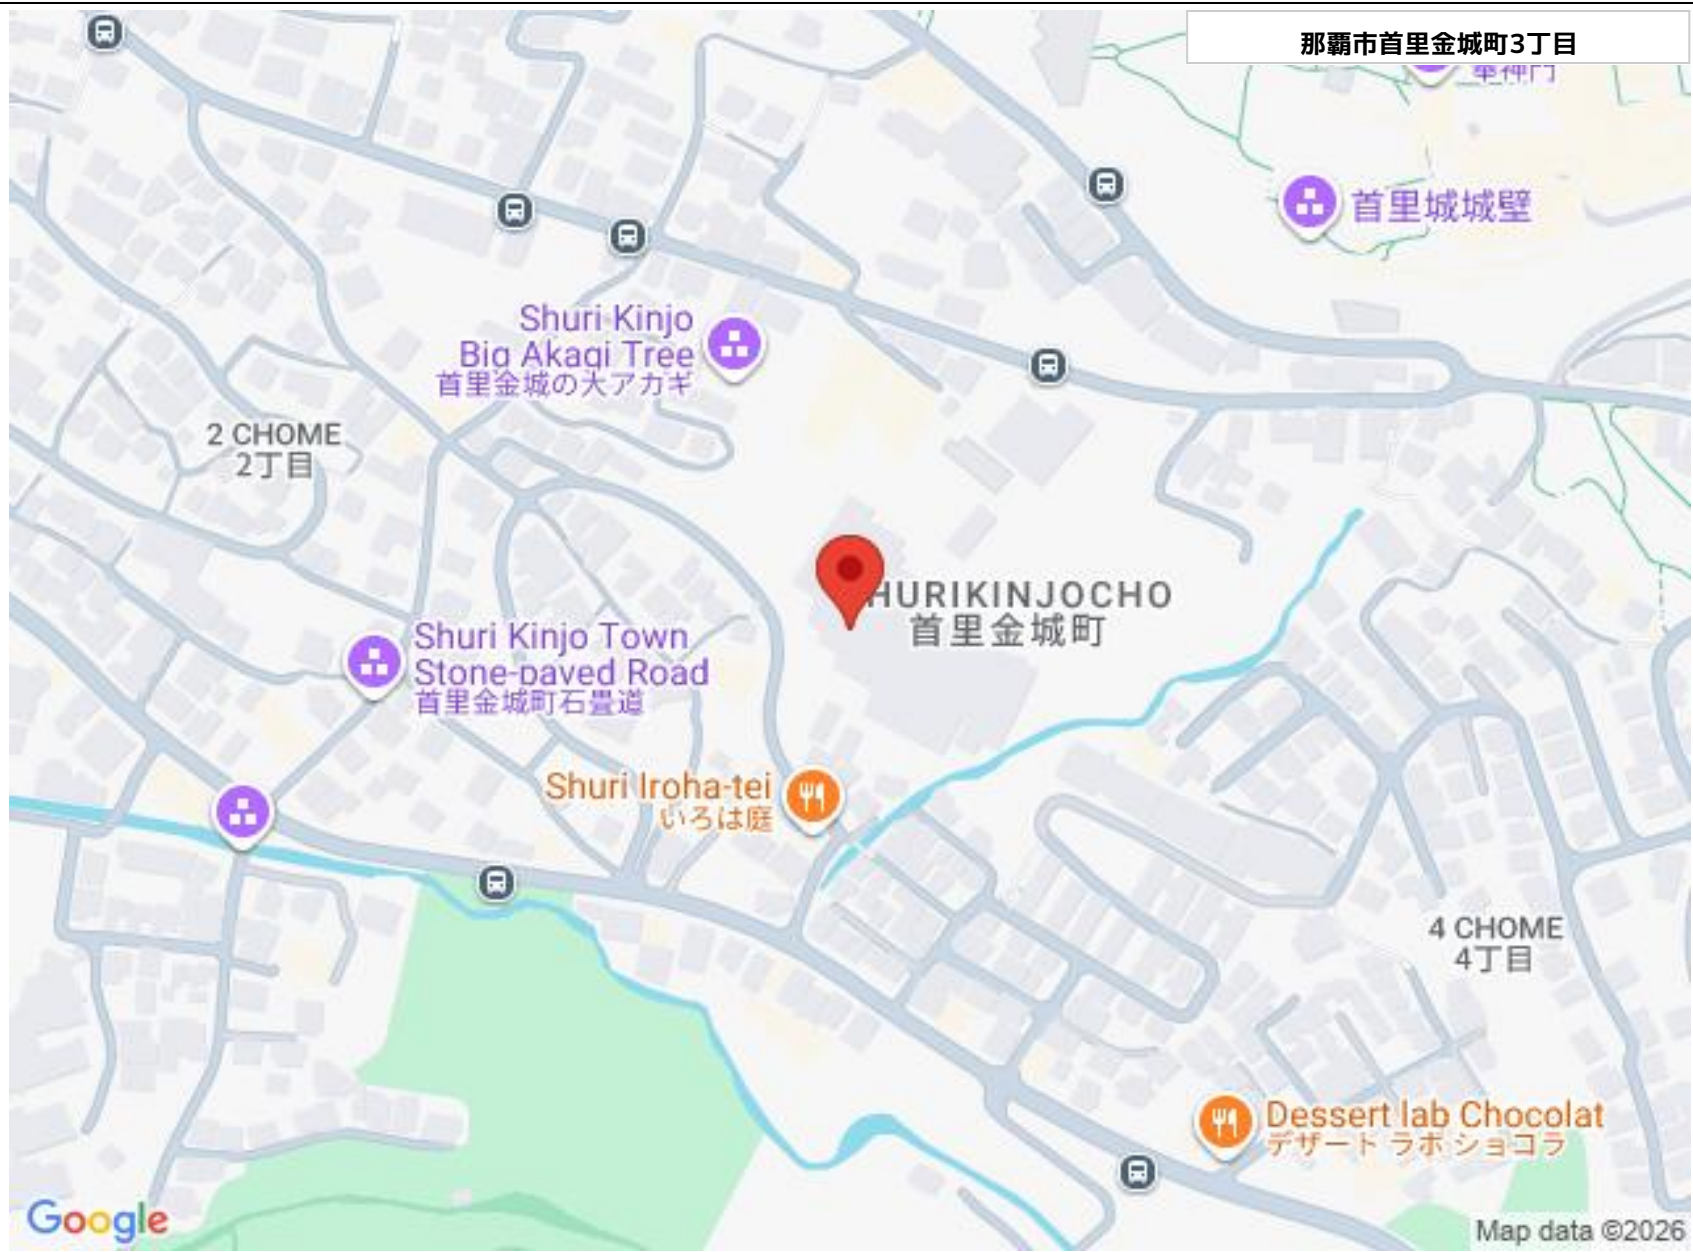 那覇市首里金城町3丁目
奉神門
首里城城壁
Shuri Kinjo
Big Akagi Tree
首里金城の大アカギ
2 CHOME
2丁目
HURIKINJOCHO
首里金城町
Shuri Kinjo Town
Stone-paved Road
首里金城町石畳道
Shuri Iroha-tei
いろは庭
4 CHOME
4丁目
Dessert lab Chocolat
デザート ラボ ショコラ
Google
Map data ©2026